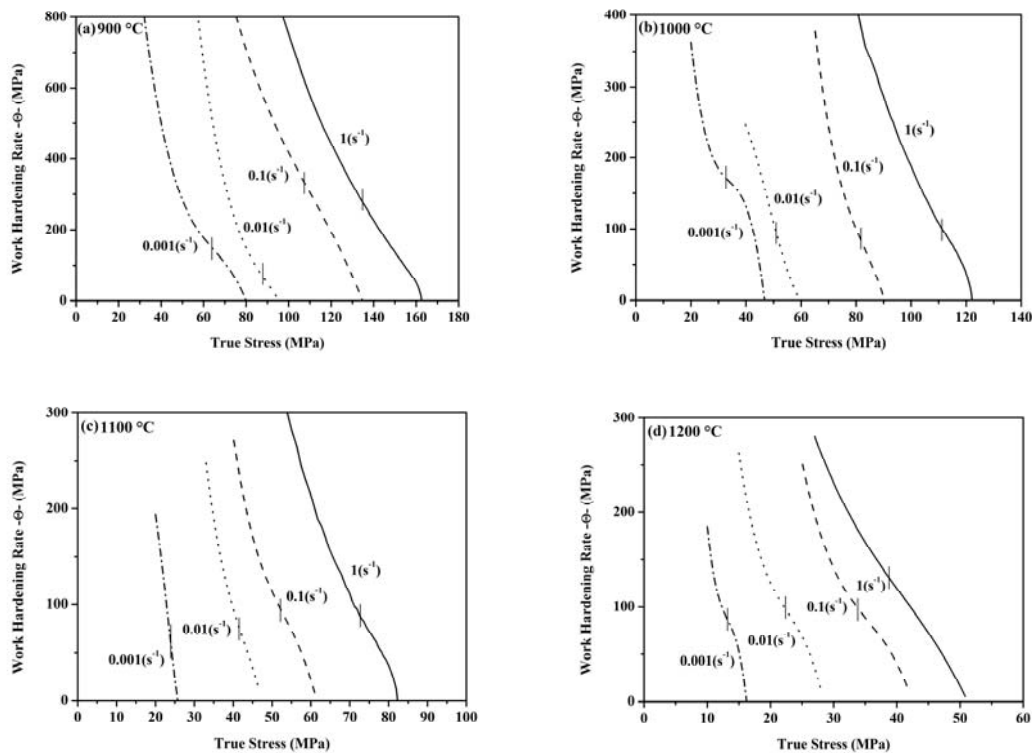 (a) 900 °C
800
600
400
200
0
Work Hardening Rate -Θ- (MPa)
1(s⁻¹)
0.1(s⁻¹)
0.01(s⁻¹)
0.001(s⁻¹)
0 20 40 60 80 100 120 140 160 180
True Stress (MPa)
(b) 1000 °C
400
300
200
100
0
Work Hardening Rate -Θ- (MPa)
1(s⁻¹)
0.1(s⁻¹)
0.01(s⁻¹)
0.001(s⁻¹)
0 20 40 60 80 100 120 140
True Stress (MPa)
(c) 1100 °C
300
200
100
0
Work Hardening Rate -Θ- (MPa)
1(s⁻¹)
0.1(s⁻¹)
0.01(s⁻¹)
0.001(s⁻¹)
0 10 20 30 40 50 60 70 80 90 100
True Stress (MPa)
(d) 1200 °C
300
200
100
0
Work Hardening Rate -Θ- (MPa)
1(s⁻¹)
0.1(s⁻¹)
0.01(s⁻¹)
0.001(s⁻¹)
0 10 20 30 40 50 60
True Stress (MPa)